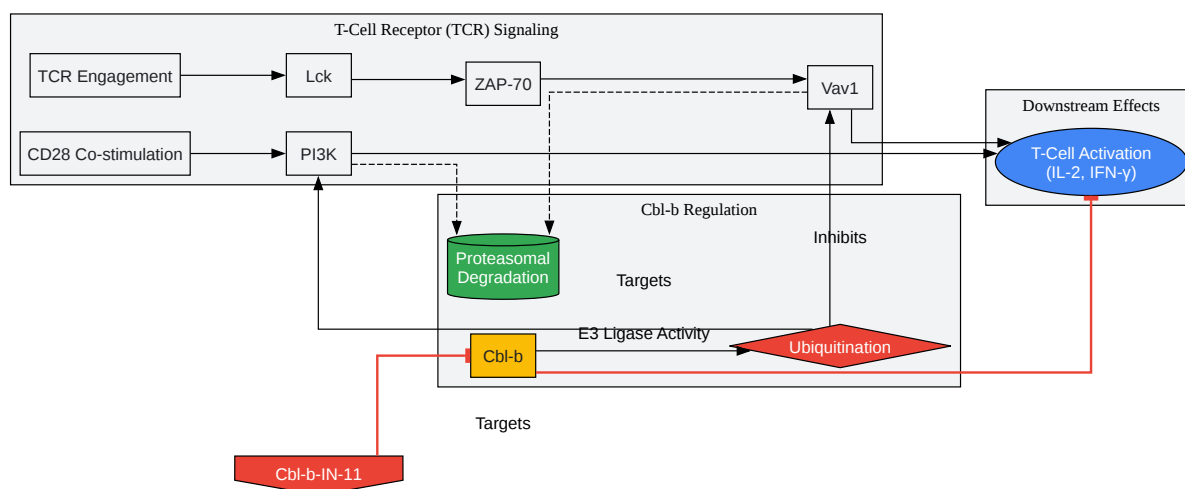 T-Cell Receptor (TCR) Signaling
TCR Engagement
Lck
ZAP-70
Vav1
CD28 Co-stimulation
PI3K
Downstream Effects
T-Cell Activation
(IL-2, IFN-γ)
Cbl-b Regulation
Inhibits
Proteasomal
Degradation
Targets
E3 Ligase Activity
Cbl-b
Ubiquitination
Targets
Cbl-b-IN-11